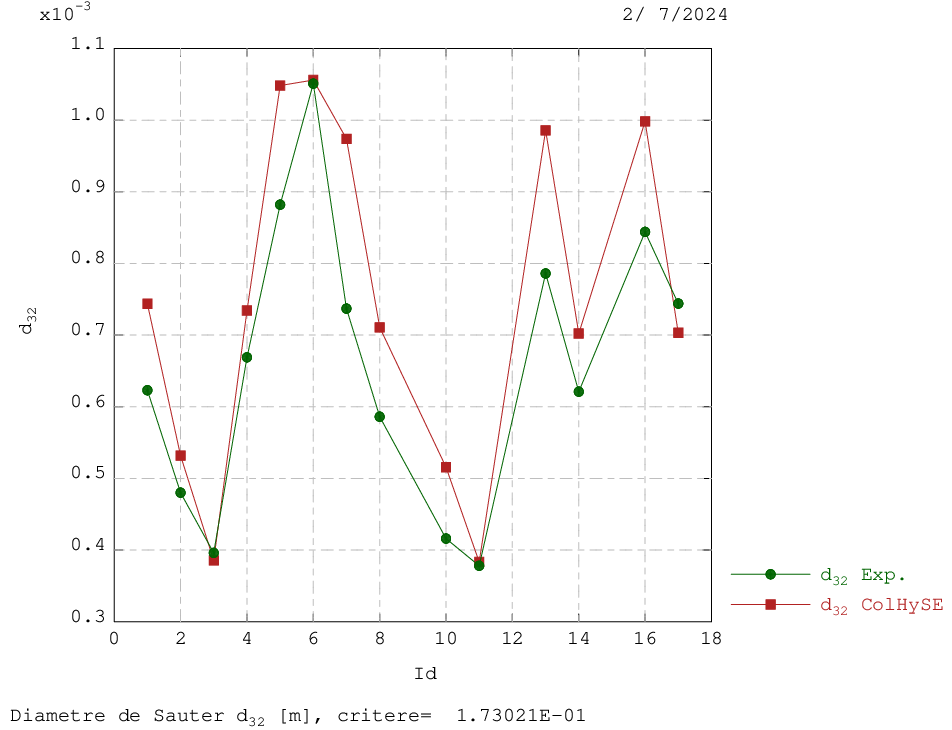 x10⁻³ 2/ 7/2024
1.1
1.0
0.9
0.8
0.7
0.6
0.5
0.4
0.3
d₃₂
0 2 4 6 8 10 12 14 16 18
Id
d₃₂ Exp.
d₃₂ ColHySE
Diametre de Sauter d₃₂ [m], critere= 1.73021E-01